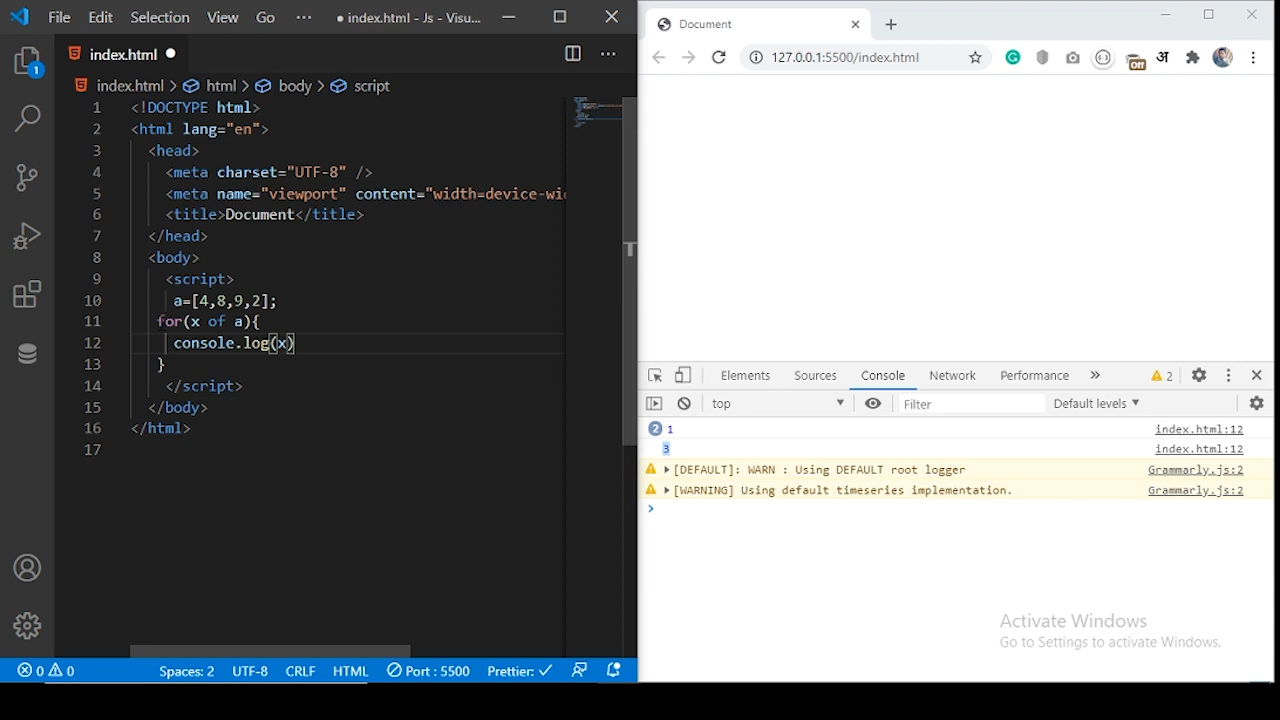 File Edit Selection View Go ··· ● index.html - Js - Visu...
index.html ●
index.html > html > body > script
1 <!DOCTYPE html>
2 <html lang="en">
3 <head>
4 <meta charset="UTF-8" />
5 <meta name="viewport" content="width=device-wi
6 <title>Document</title>
7 </head>
8 <body>
9 <script>
10 a=[4,8,9,2];
11 for(x of a){
12 console.log(x)
13 }
14 </script>
15 </body>
16 </html>
17
1
0 0 Spaces: 2 UTF-8 CRLF HTML Port : 5500 Prettier: ✓
Document
127.0.0.1:5500/index.html
Off अ
Elements Sources Console Network Performance » 2
top Filter Default levels
2 1 index.html:12
3 index.html:12
[DEFAULT]: WARN : Using DEFAULT root logger Grammarly.js:2
[WARNING] Using default timeseries implementation. Grammarly.js:2
>
Activate Windows
Go to Settings to activate Windows.
T